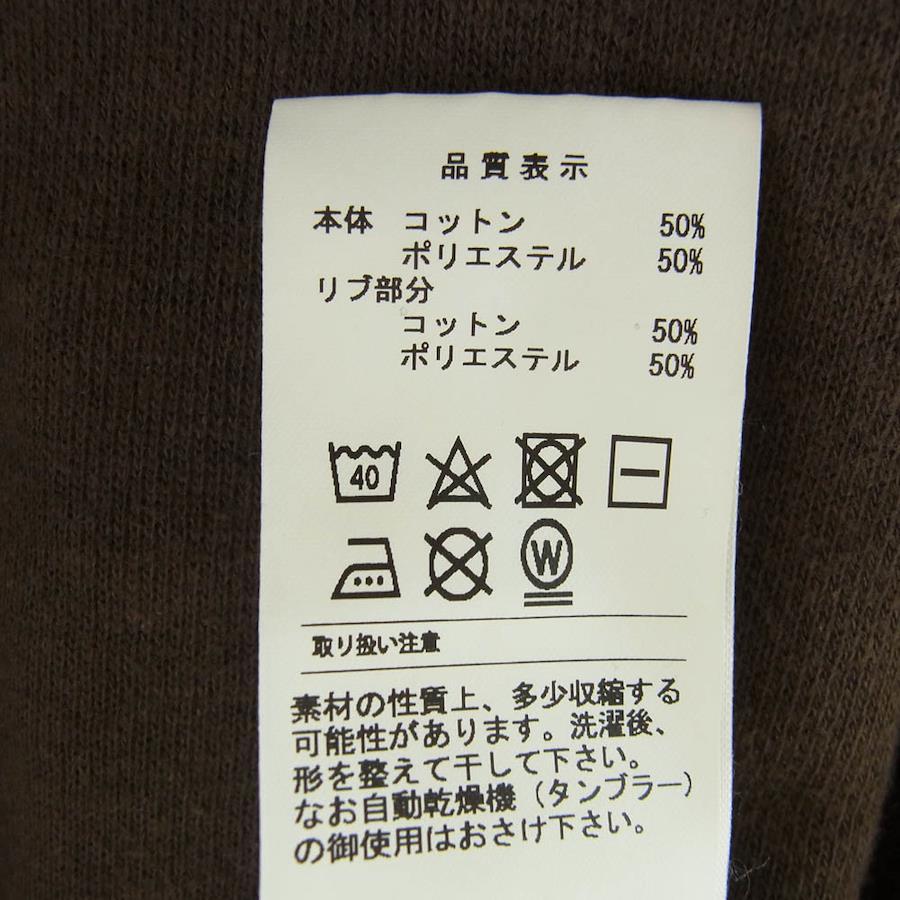 品質表示
本体 コットン 50%
ポリエステル 50%
リブ部分
コットン 50%
ポリエステル 50%
40
W
取り扱い注意
素材の性質上、多少収縮する
可能性があります。洗濯後、
形を整えて干して下さい。
なお自動乾燥機(タンブラー)
の御使用はおさけ下さい。